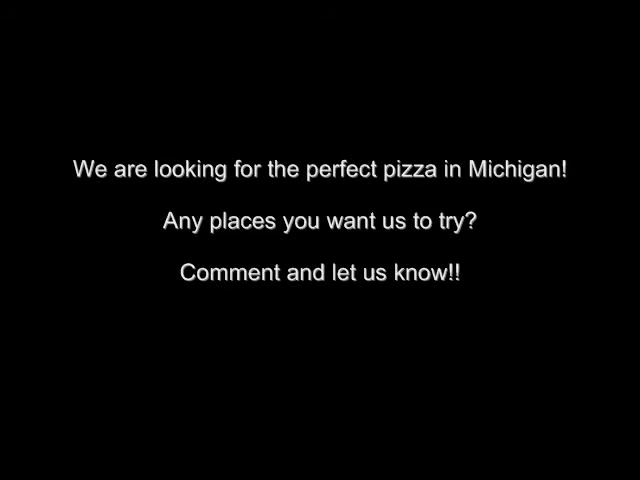 We are looking for the perfect pizza in Michigan!
Any places you want us to try?
Comment and let us know!!